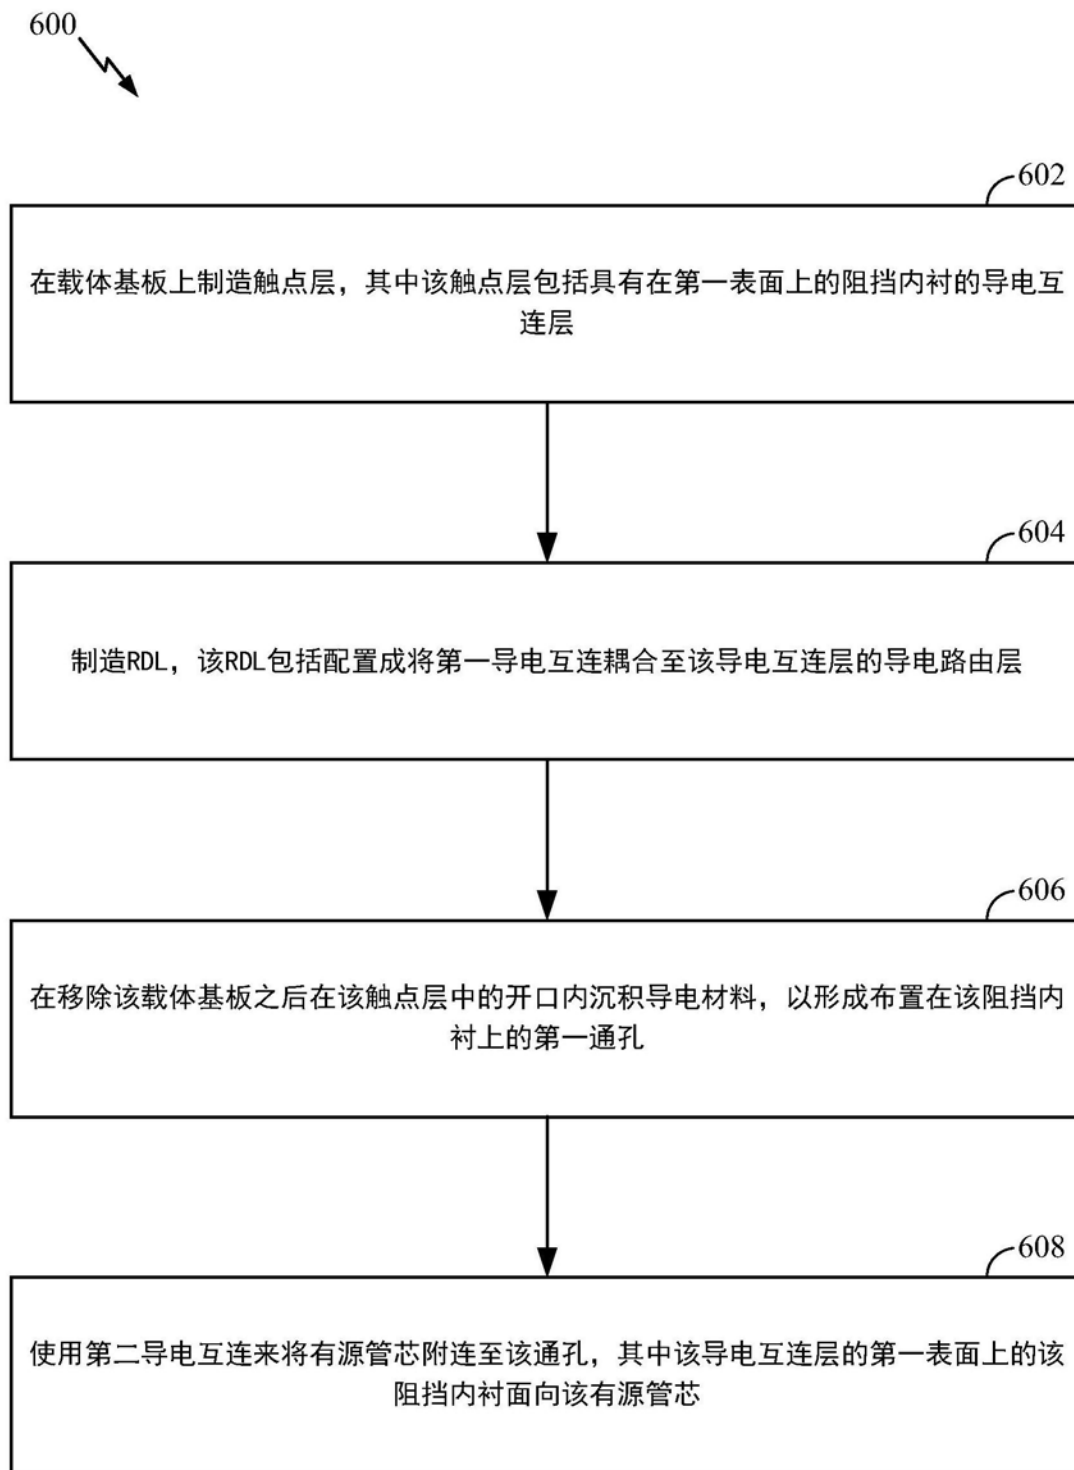 600
602
在载体基板上制造触点层，其中该触点层包括具有在第一表面上的阻挡内衬的导电互
连层
604
制造RDL，该RDL包括配置成将第一导电互连耦合至该导电互连层的导电路由层
606
在移除该载体基板之后在该触点层中的开口内沉积导电材料，以形成布置在该阻挡内
衬上的第一通孔
608
使用第二导电互连来将有源管芯附连至该通孔，其中该导电互连层的第一表面上的该
阻挡内衬面向该有源管芯